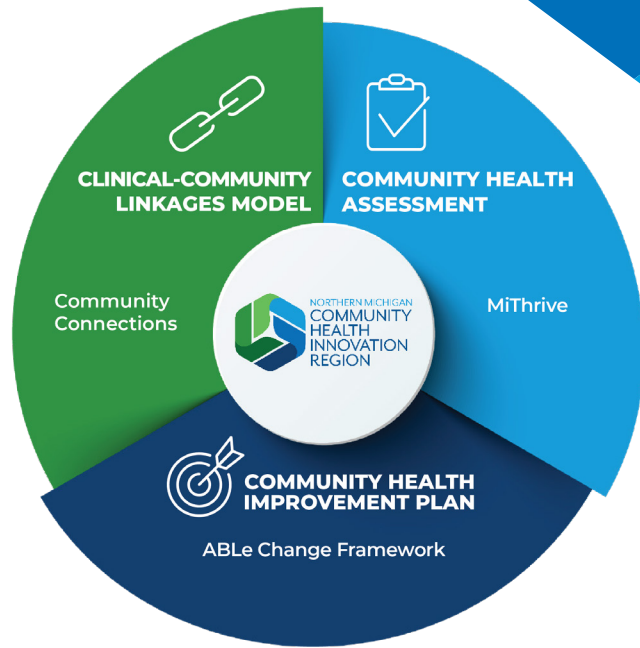 CLINICAL-COMMUNITY
LINKAGES MODEL
Community
Connections
COMMUNITY HEALTH
ASSESSMENT
MiThrive
NORTHERN MICHIGAN
COMMUNITY
HEALTH
INNOVATION
REGION
COMMUNITY HEALTH
IMPROVEMENT PLAN
ABLe Change Framework